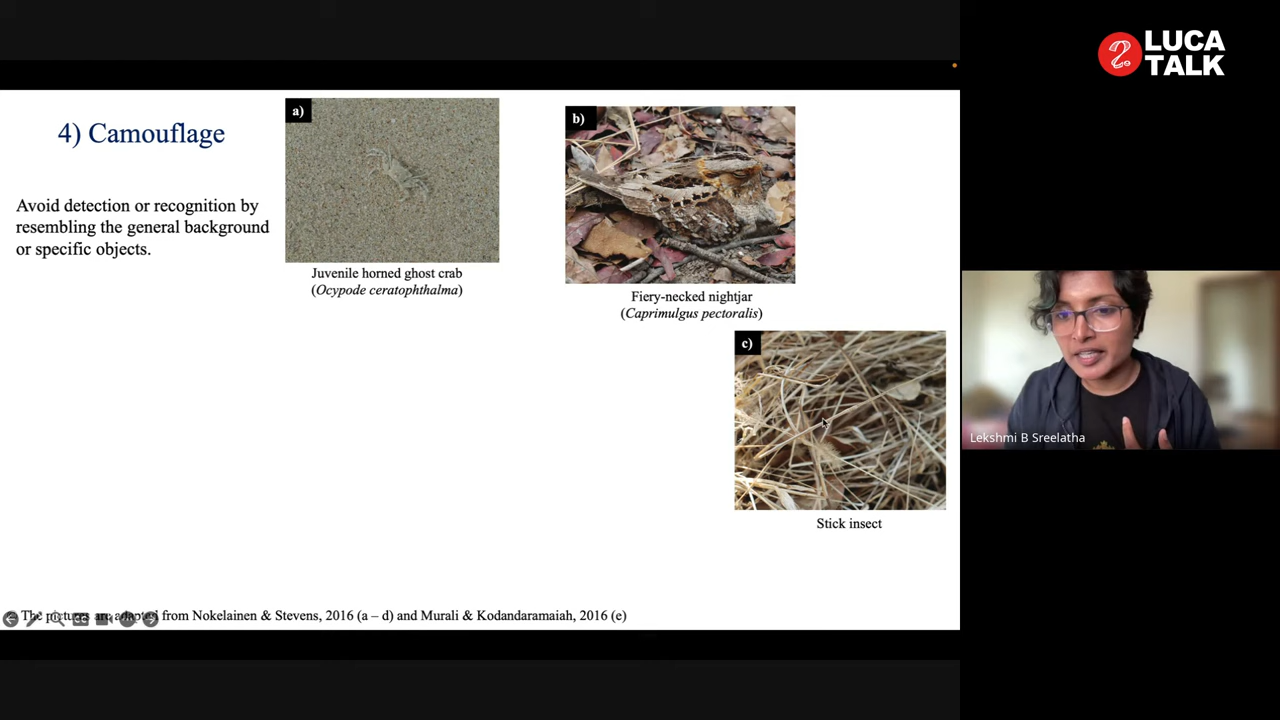 LUCA
TALK
4) Camouflage
Avoid detection or recognition by
resembling the general background
or specific objects.
a)
Juvenile horned ghost crab
(Ocypode ceratophthalma)
b)
Fiery-necked nightjar
(Caprimulgus pectoralis)
c)
Stick insect
The pictures are adapted from Nokelainen & Stevens, 2016 (a – d) and Murali & Kodandaramaiah, 2016 (e)
Lekshmi B Sreelatha